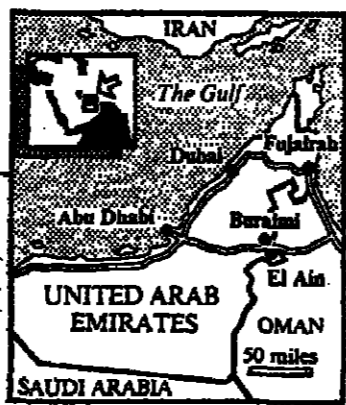 IRAN
The Gulf
Dubai
Fujairah
Abu Dhabi
Buraimi
El Ain
UNITED ARAB
EMIRATES
OMAN
50 miles
SAUDI ARABIA